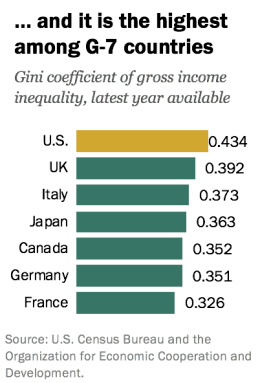 ... and it is the highest
among G-7 countries
Gini coefficient of gross income
inequality, latest year available
U.S. 0.434
UK 0.392
Italy 0.373
Japan 0.363
Canada 0.352
Germany 0.351
France 0.326
Source: U.S. Census Bureau and the
Organization for Economic Cooperation and
Development.